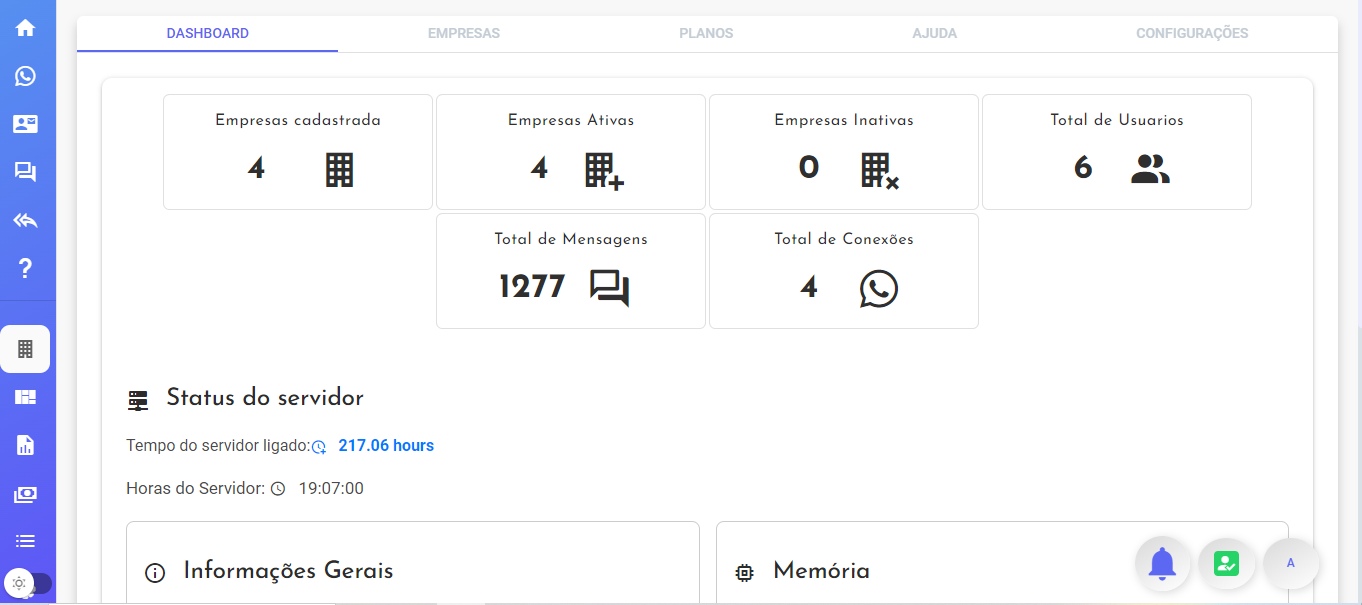 DASHBOARD EMPRESAS PLANOS AJUDA CONFIGURAÇÕES
Empresas cadastrada Empresas Ativas Empresas Inativas Total de Usuarios
4 4 0 6
Total de Mensagens Total de Conexões
1277 4
Status do servidor
Tempo do servidor ligado: 217.06 hours
Horas do Servidor: 19:07:00
Informações Gerais Memória
A